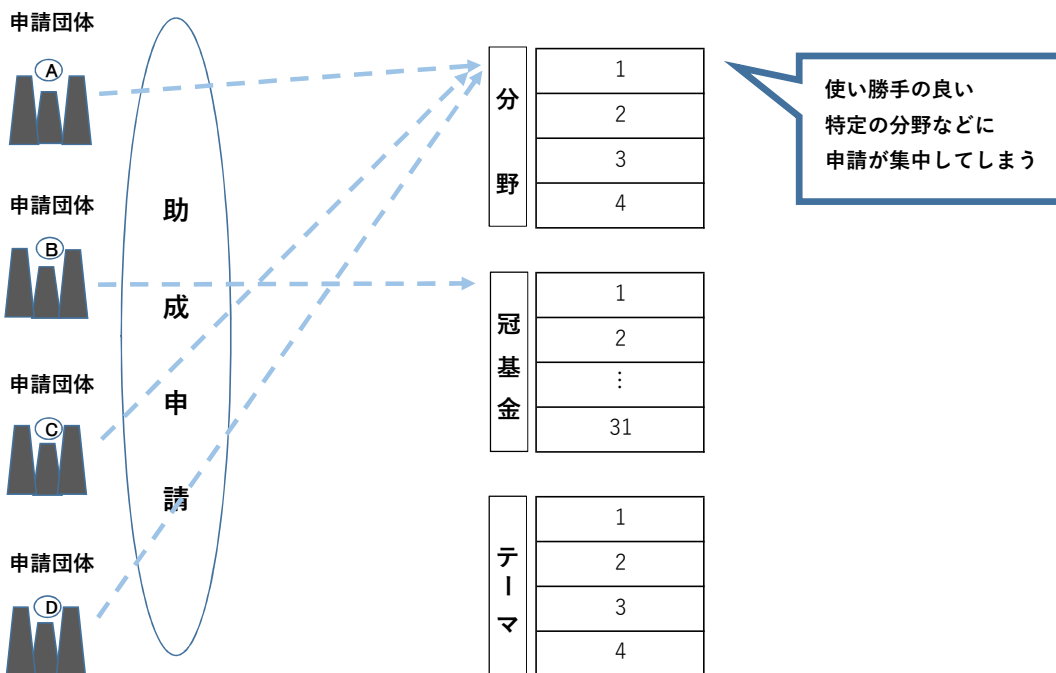 申請団体
A
申請団体
B
申請団体
C
申請団体
D
助
成
申
請
分
野
1
2
3
4
冠
基
金
1
2
⋮
31
テ
ー
マ
1
2
3
4
使い勝手の良い
特定の分野などに
申請が集中してしまう